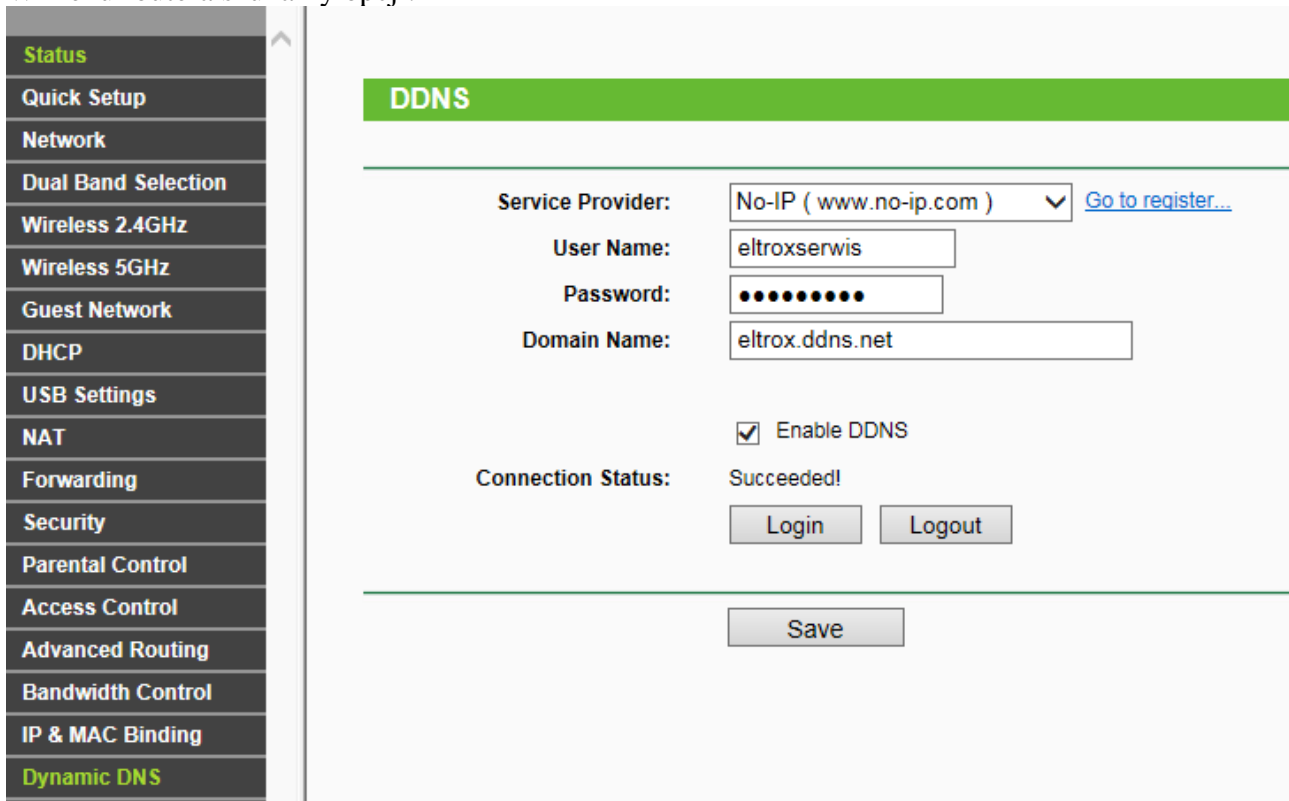 Status
Quick Setup
Network
Dual Band Selection
Wireless 2.4GHz
Wireless 5GHz
Guest Network
DHCP
USB Settings
NAT
Forwarding
Security
Parental Control
Access Control
Advanced Routing
Bandwidth Control
IP & MAC Binding
Dynamic DNS
DDNS
Service Provider: No-IP ( www.no-ip.com ) Go to register...
User Name: eltroxserwis
Password: ●●●●●●●●●
Domain Name: eltrox.ddns.net
Enable DDNS
Connection Status: Succeeded!
Login Logout
Save